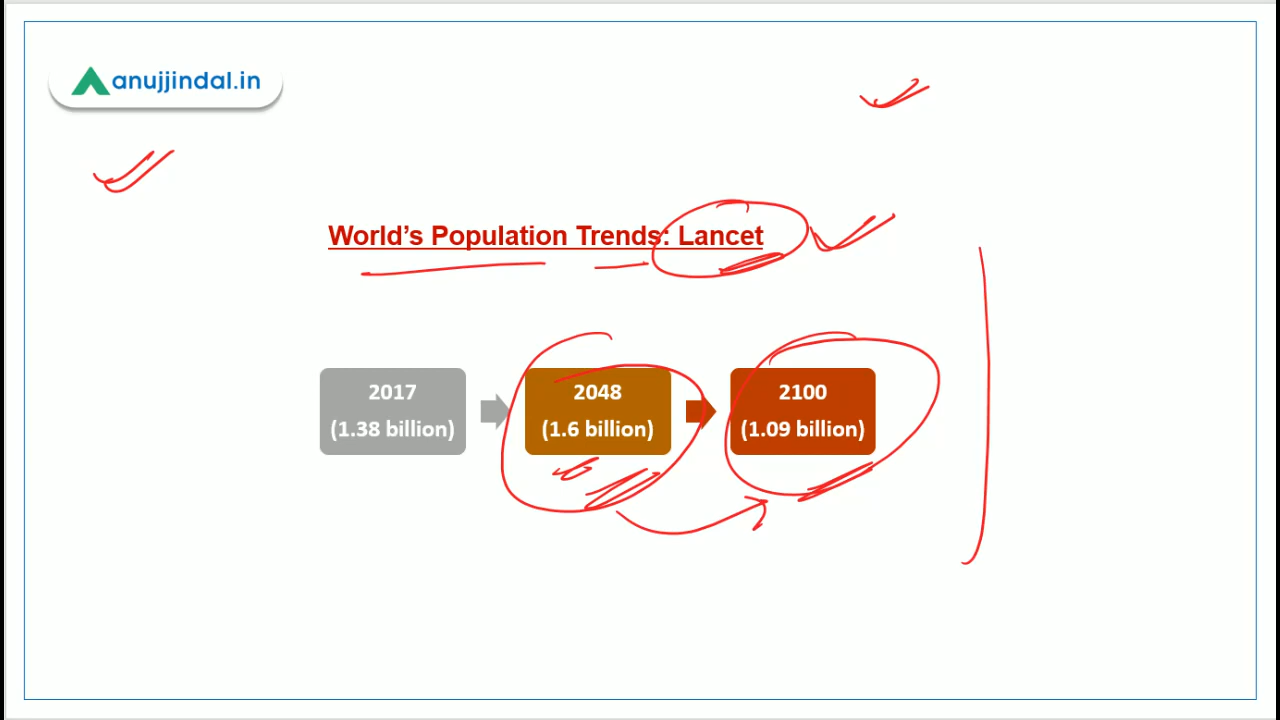 anujjindal.in
World's Population Trends: Lancet
2017
(1.38 billion)
2048
(1.6 billion)
2100
(1.09 billion)